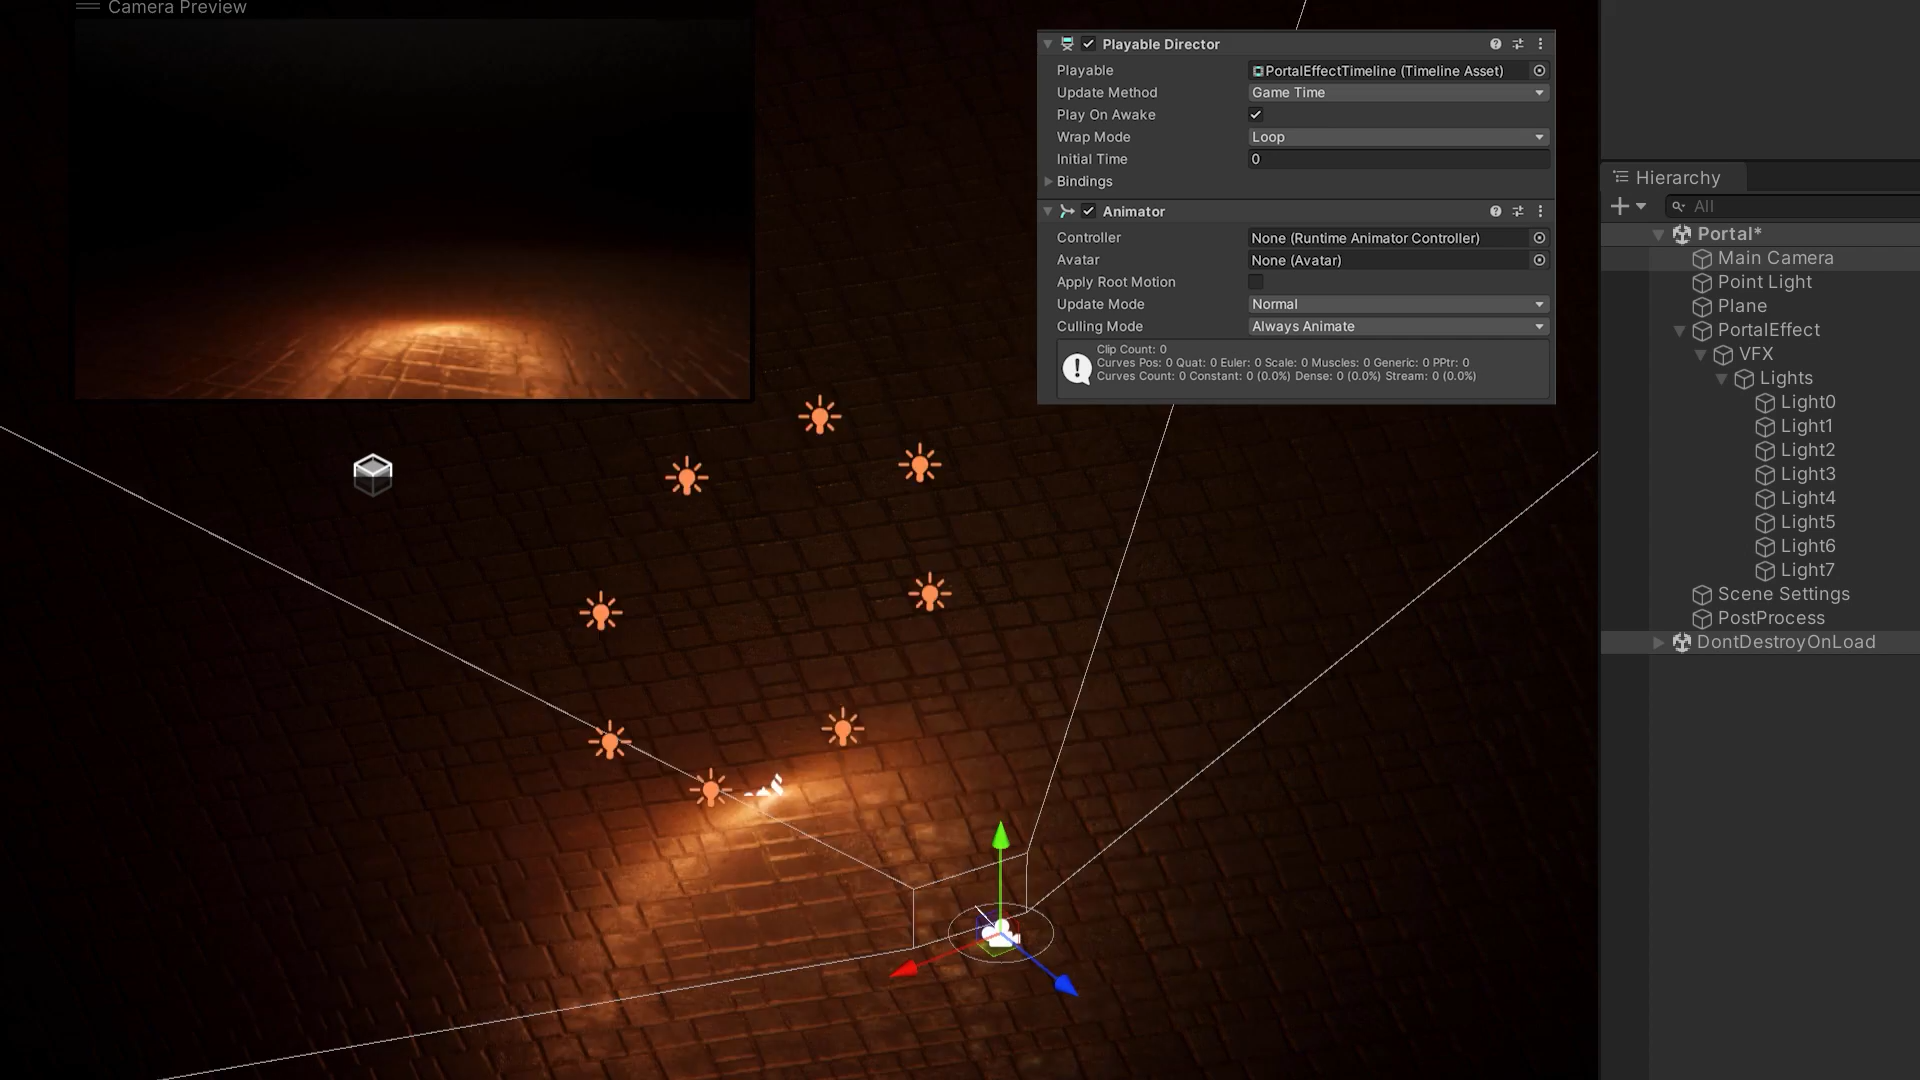 Camera Preview
Playable Director
Playable PortalEffectTimeline (Timeline Asset)
Update Method Game Time
Play On Awake
Wrap Mode Loop
Initial Time 0
Bindings
Animator
Controller None (Runtime Animator Controller)
Avatar None (Avatar)
Apply Root Motion
Update Mode Normal
Culling Mode Always Animate
Clip Count: 0
Curves Pos: 0 Quat: 0 Euler: 0 Scale: 0 Muscles: 0 Generic: 0 PPtr: 0
Curves Count: 0 Constant: 0 (0.0%) Dense: 0 (0.0%) Stream: 0 (0.0%)
Hierarchy
All
Portal*
Main Camera
Point Light
Plane
PortalEffect
VFX
Lights
Light0
Light1
Light2
Light3
Light4
Light5
Light6
Light7
Scene Settings
PostProcess
DontDestroyOnLoad